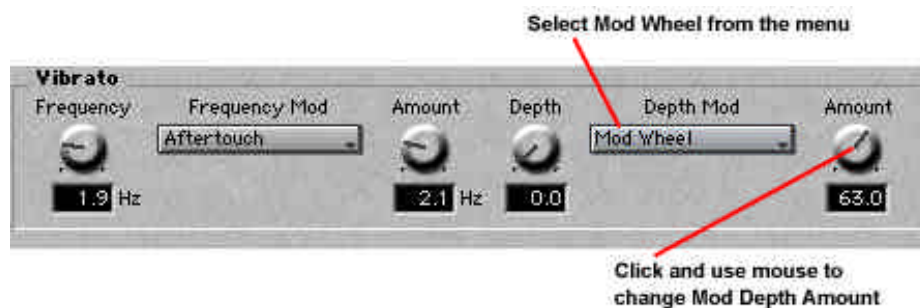 Select Mod Wheel from the menu
Vibrato
Frequency Frequency Mod Amount Depth Depth Mod Amount
Aftertouch Mod Wheel
1.9 Hz 2.1 Hz 0.0 63.0
Click and use mouse to
change Mod Depth Amount